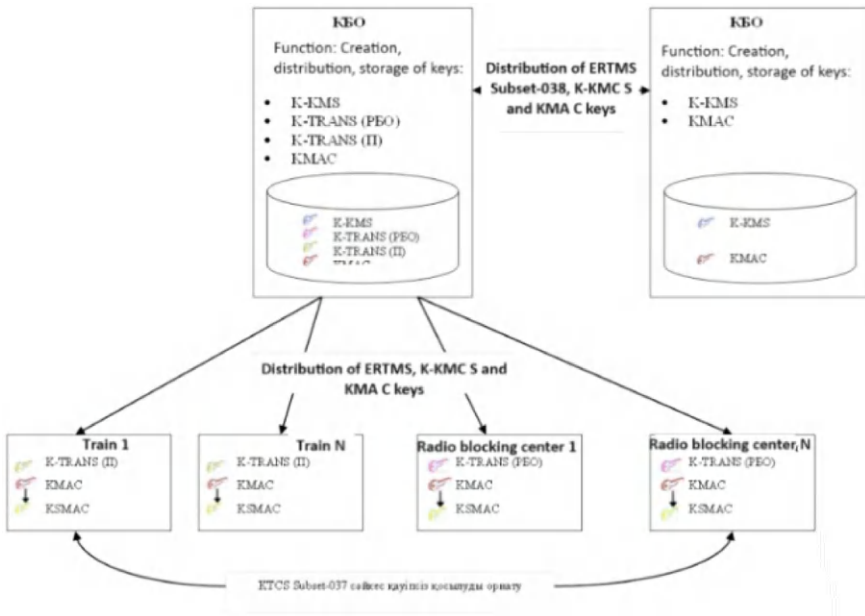 КБО
Function: Creation,
distribution, storage of keys:
• K-KMS
• K-TRANS (РБО)
• K-TRANS (П)
• KMAC
K-KMS
K-TRANS (РБО)
K-TRANS (П)
KMAC
Distribution of ERTMS
Subset-038, K-KMC S
and KMA C keys
КБО
Function: Creation,
distribution, storage of keys:
• K-KMS
• KMAC
K-KMS
KMAC
Distribution of ERTMS, K-KMC S and
KMA C keys
Train 1
K-TRANS (П)
KMAC
KSMAC
Train N
K-TRANS (П)
KMAC
KSMAC
Radio blocking center 1
K-TRANS (РБО)
KMAC
KSMAC
Radio blocking center N
K-TRANS (РБО)
KMAC
KSMAC
ETCS Subset-037 сәйкес қауіпсіз қосылуды орнату